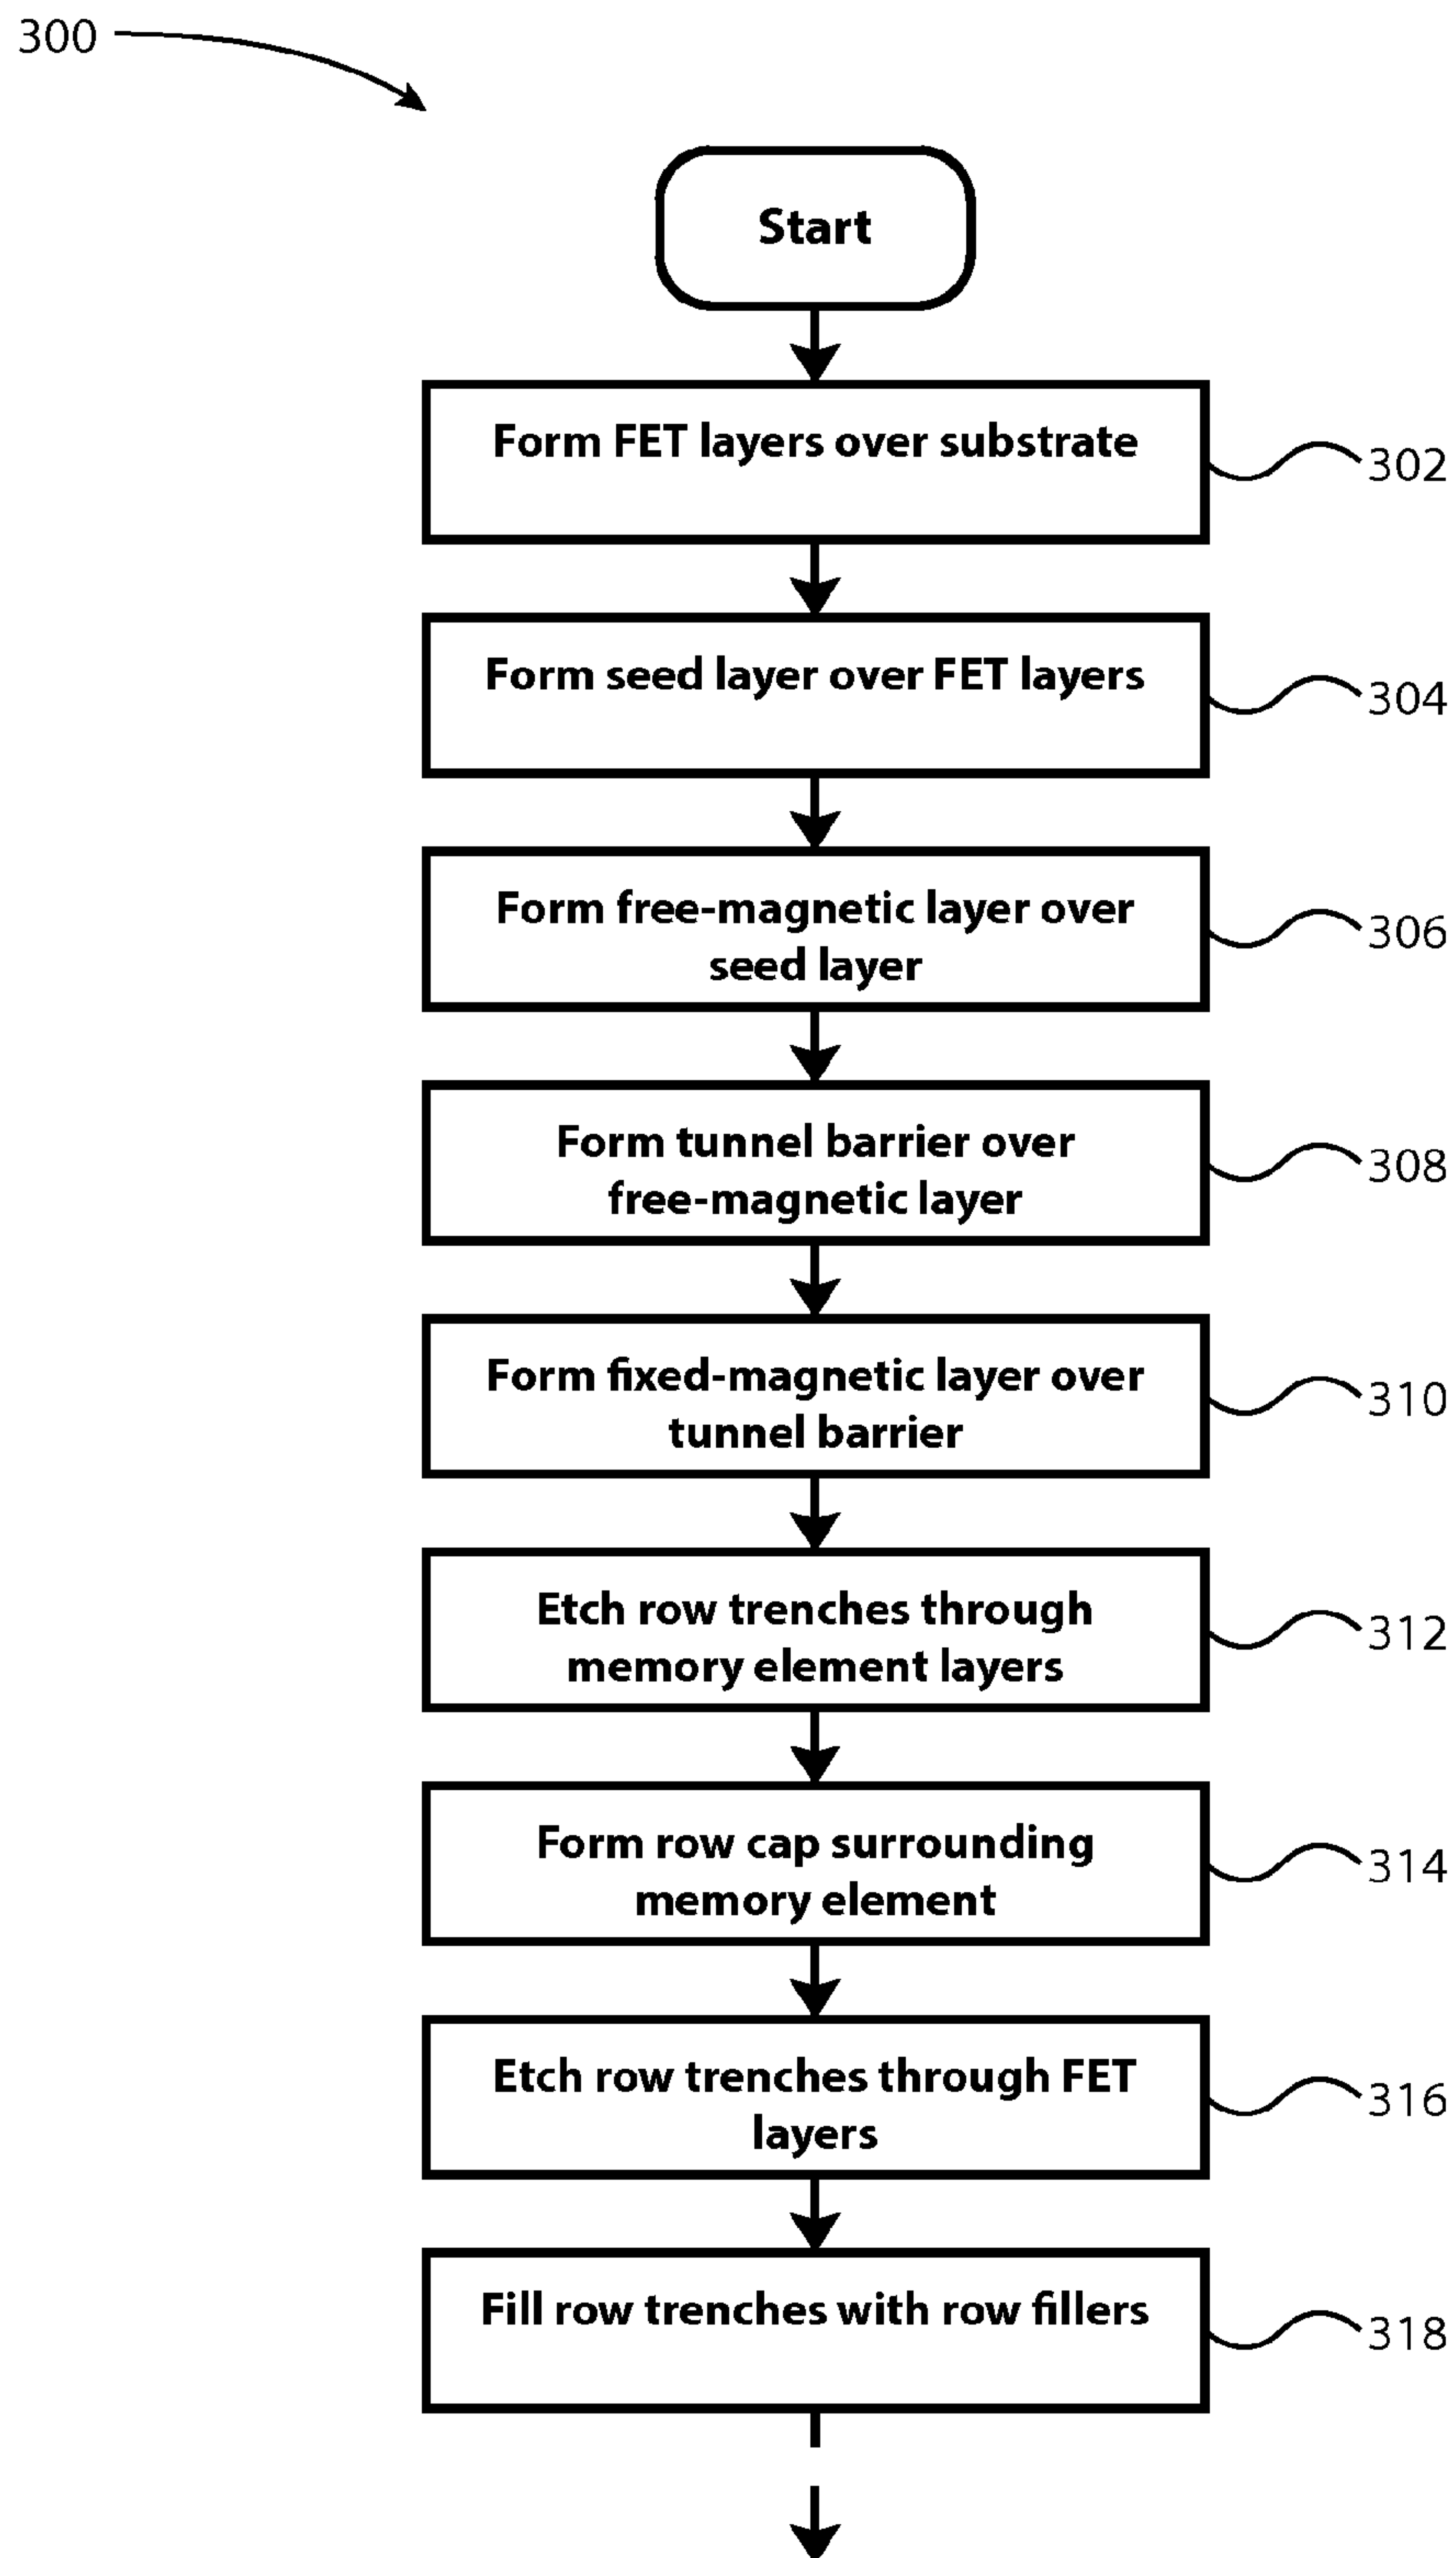 300
Start
Form FET layers over substrate
302
Form seed layer over FET layers
304
Form free-magnetic layer over
seed layer
306
Form tunnel barrier over
free-magnetic layer
308
Form fixed-magnetic layer over
tunnel barrier
310
Etch row trenches through
memory element layers
312
Form row cap surrounding
memory element
314
Etch row trenches through FET
layers
316
Fill row trenches with row fillers
318